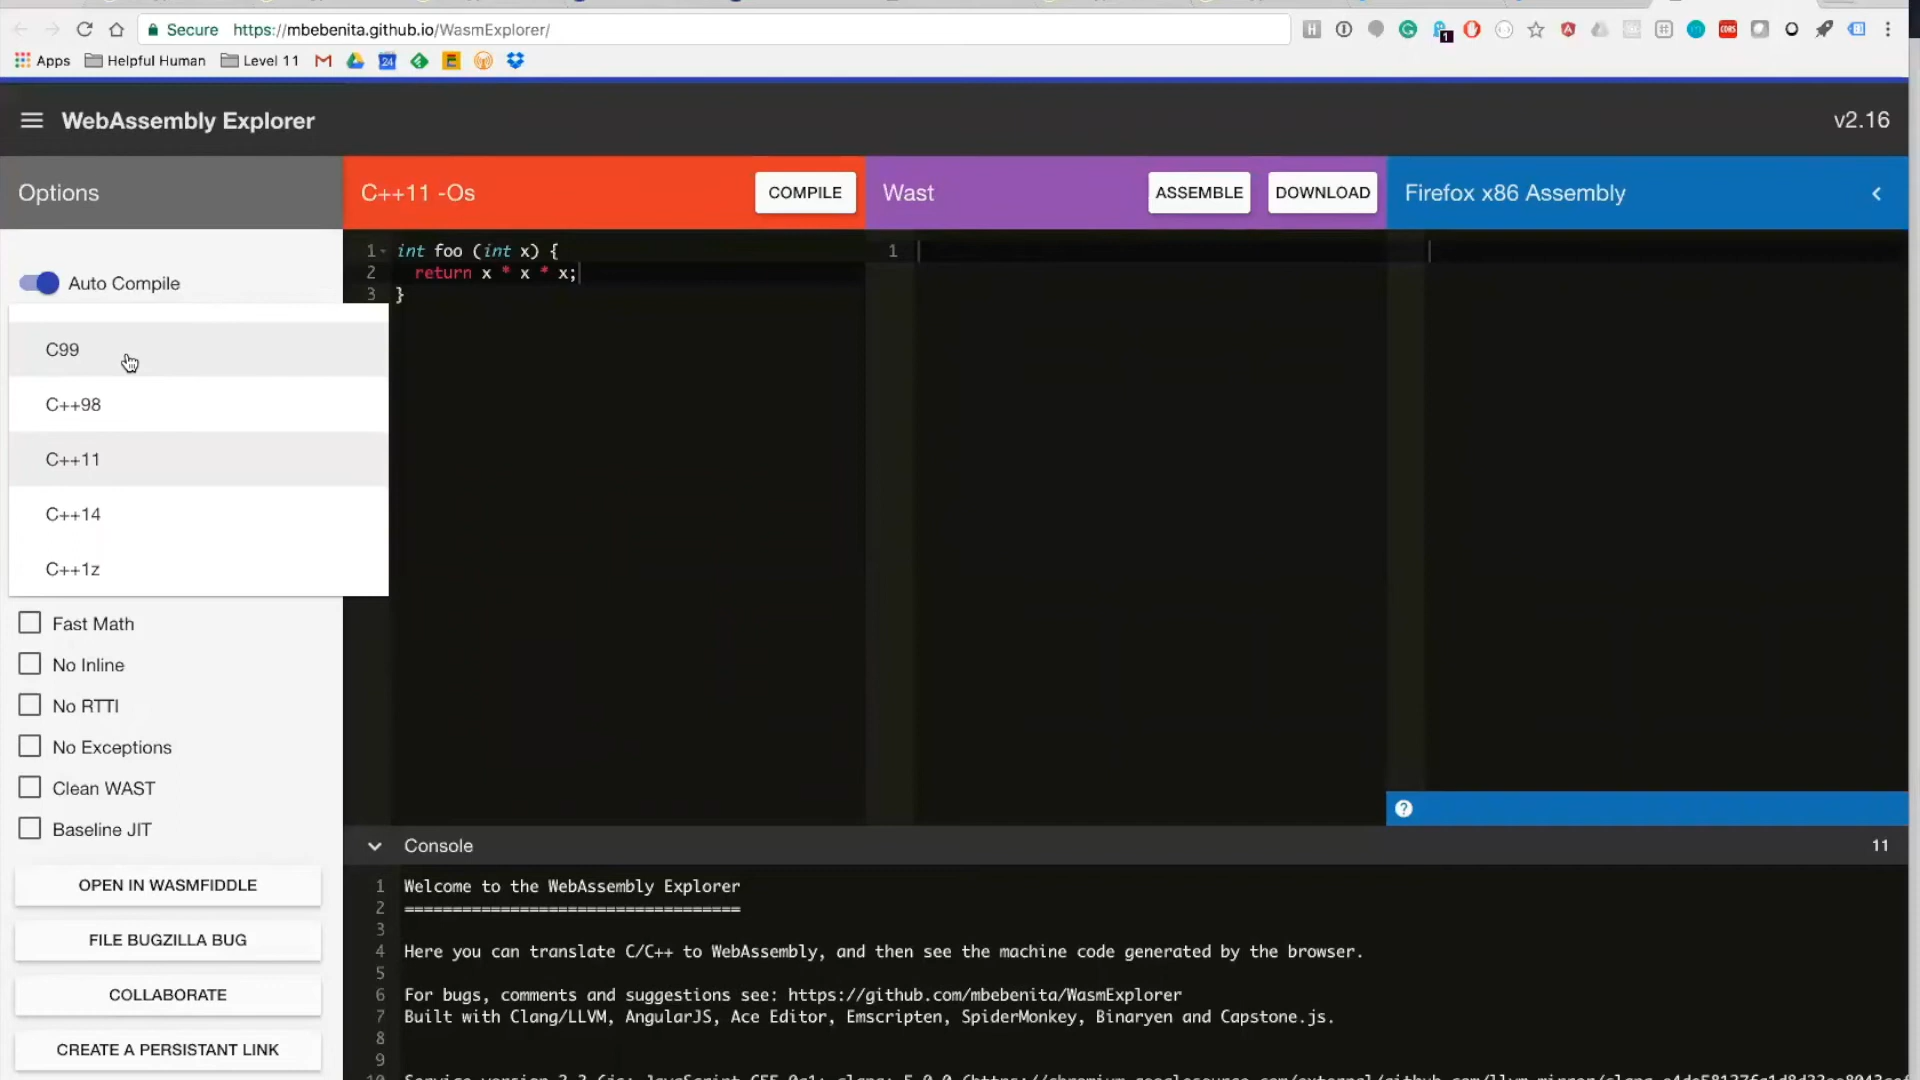 Secure https://mbebenita.github.io/WasmExplorer/
Apps Helpful Human Level 11
WebAssembly Explorer
v2.16
Options
C++11 -Os
COMPILE
Wast
ASSEMBLE
DOWNLOAD
Firefox x86 Assembly
Auto Compile
C99
C++98
C++11
C++14
C++1z
Fast Math
No Inline
No RTTI
No Exceptions
Clean WAST
Baseline JIT
OPEN IN WASMFIDDLE
FILE BUGZILLA BUG
COLLABORATE
CREATE A PERSISTANT LINK
1 int foo (int x) {
2 return x * x * x;
3 }
1
Console
11
1 Welcome to the WebAssembly Explorer
2 ===================================
3
4 Here you can translate C/C++ to WebAssembly, and then see the machine code generated by the browser.
5
6 For bugs, comments and suggestions see: https://github.com/mbebenita/WasmExplorer
7 Built with Clang/LLVM, AngularJS, Ace Editor, Emscripten, SpiderMonkey, Binaryen and Capstone.js.
8
9